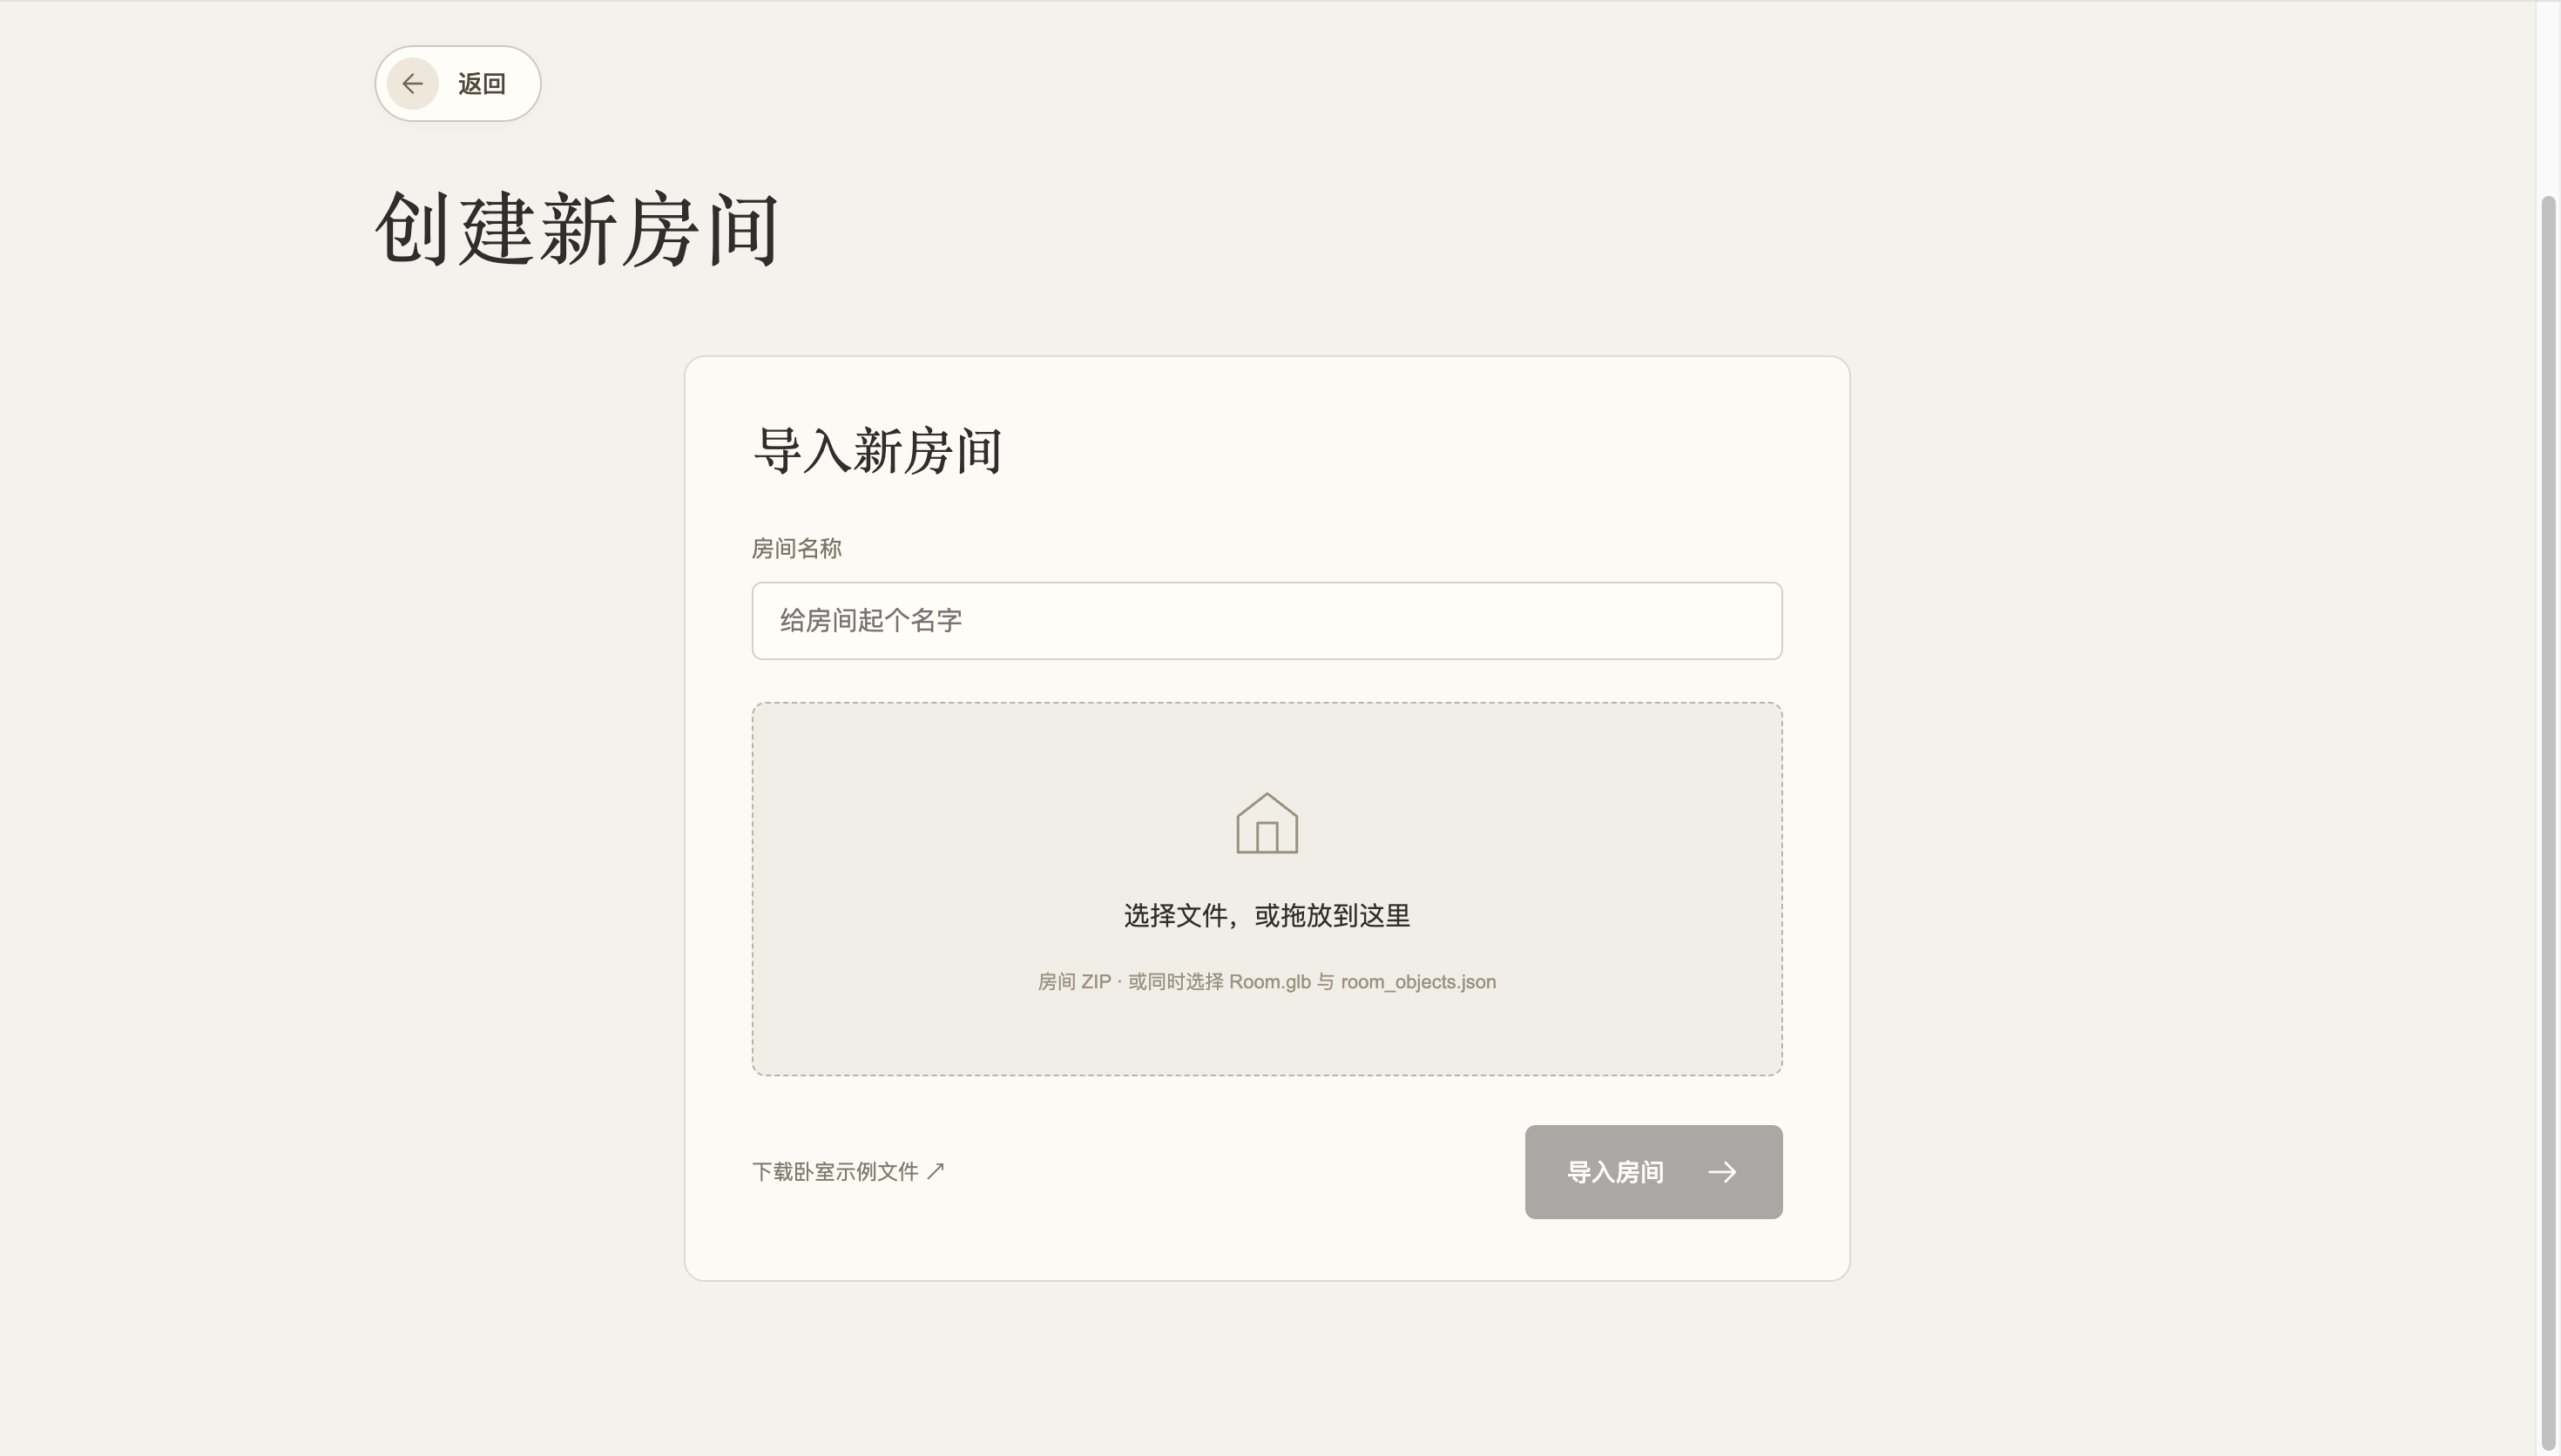 返回
创建新房间
导入新房间
房间名称
给房间起个名字
选择文件，或拖放到这里
房间 ZIP · 或同时选择 Room.glb 与 room_objects.json
下载卧室示例文件 ↗
导入房间 →